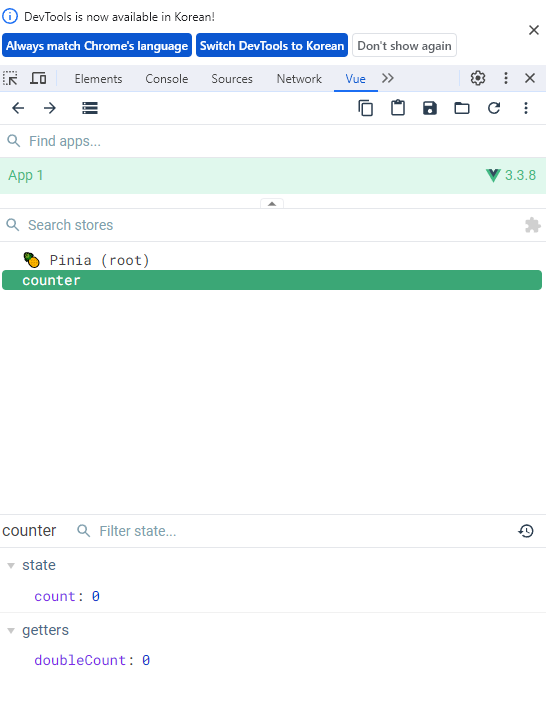 DevTools is now available in Korean!
Always match Chrome's language Switch DevTools to Korean Don't show again
Elements Console Sources Network Vue
Find apps...
App 1 3.3.8
Search stores
Pinia (root)
counter
counter Filter state...
state
count: 0
getters
doubleCount: 0